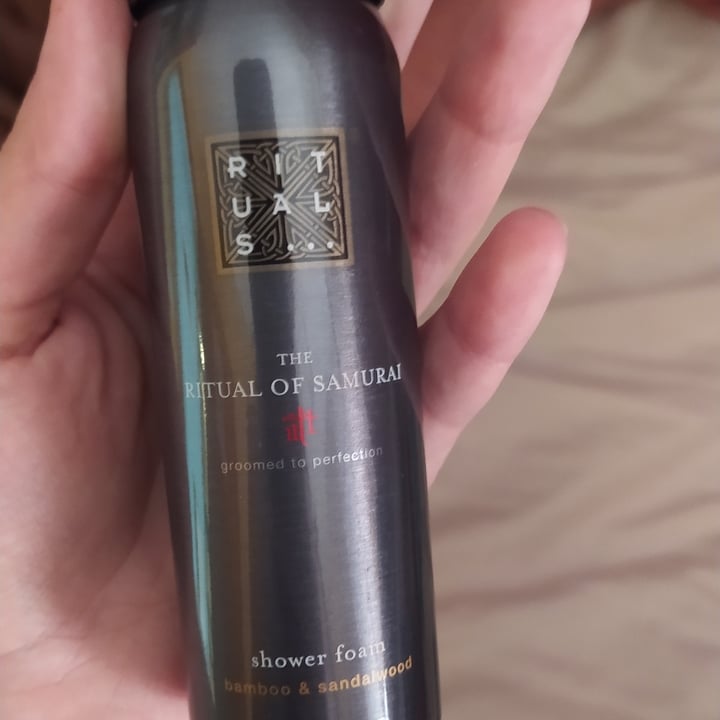 RIT
UAL
S...
THE
RITUAL OF SAMURAI
groomed to perfection
shower foam
bamboo & sandalwood